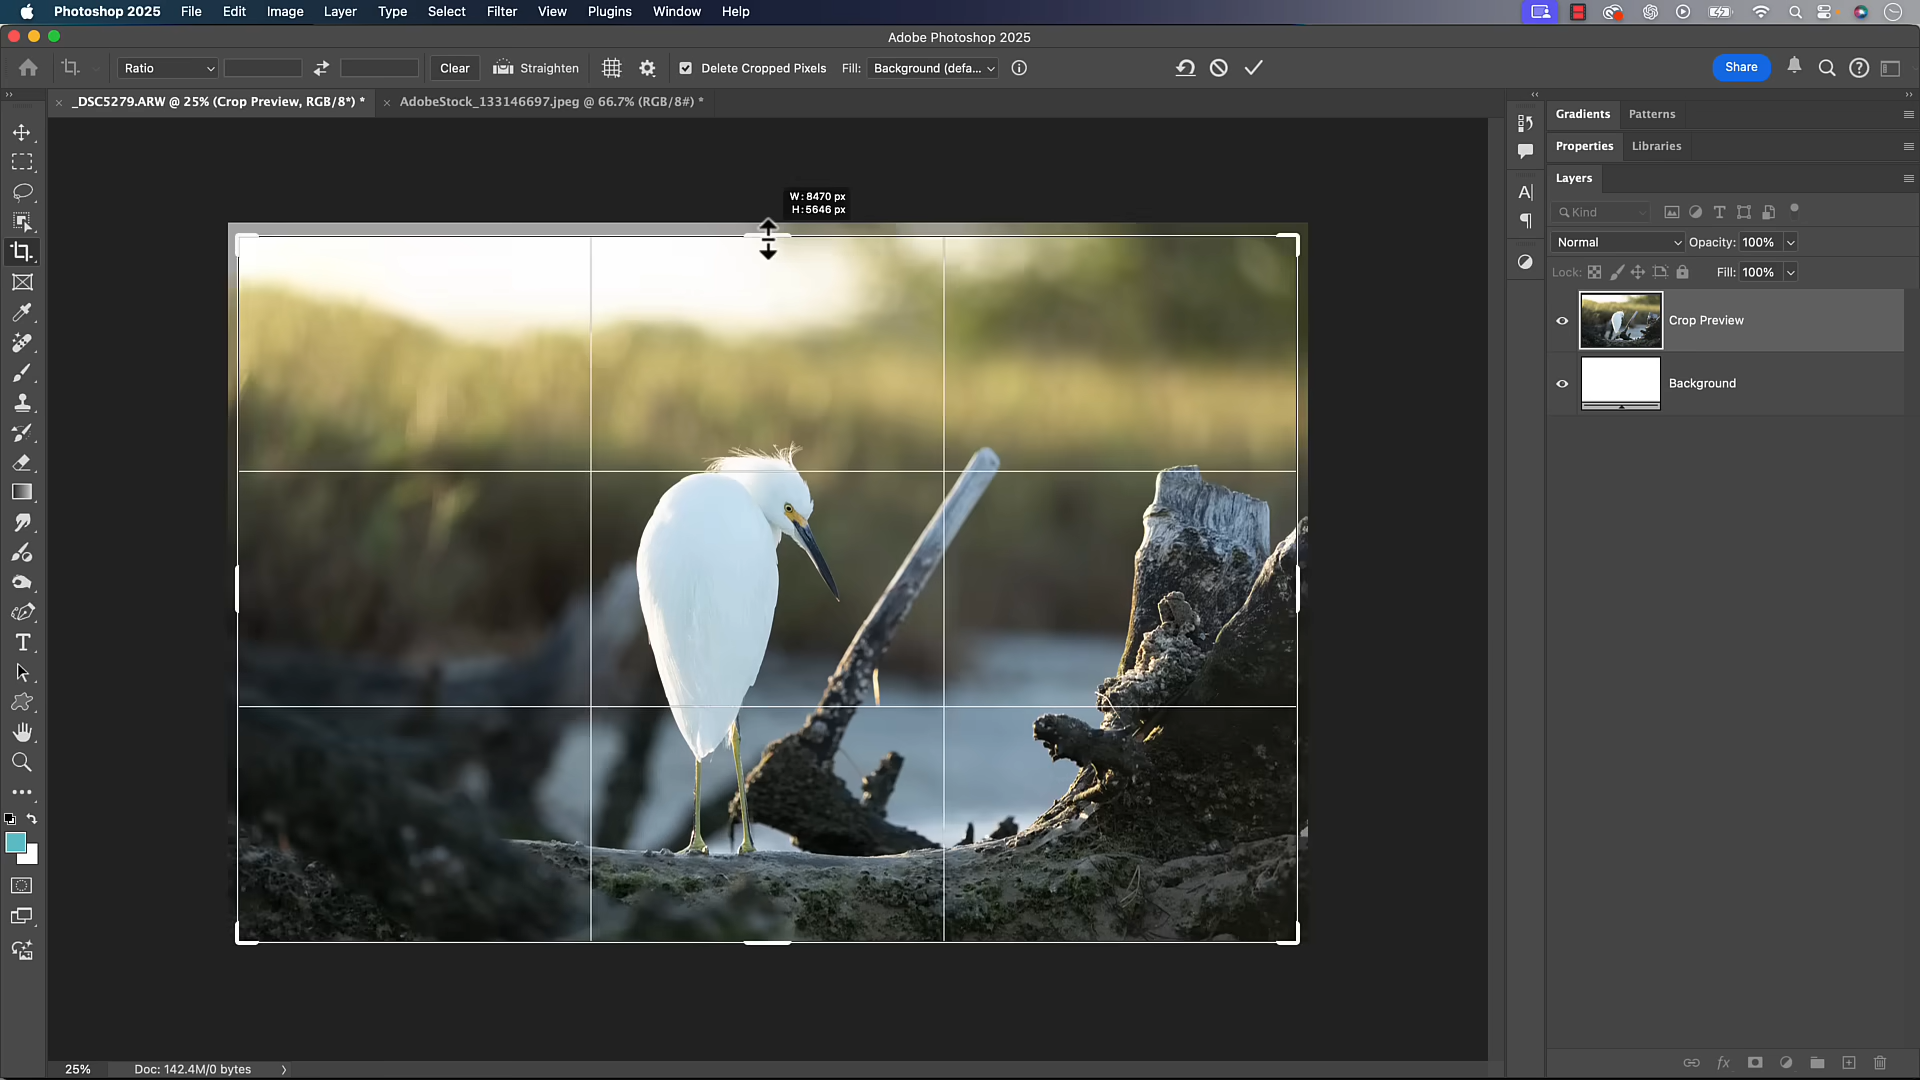 Photoshop 2025 File Edit Image Layer Type Select Filter View Plugins Window Help
Adobe Photoshop 2025
Ratio Clear Straighten Delete Cropped Pixels Fill: Background (defa... Share
_DSC5279.ARW @ 25% (Crop Preview, RGB/8*) * AdobeStock_133146697.jpeg @ 66.7% (RGB/8#) *
Gradients Patterns
Properties Libraries
Layers
Kind
Normal Opacity: 100%
Lock: Fill: 100%
Crop Preview
Background
W: 8470 px
H: 5646 px
25% Doc: 142.4M/0 bytes